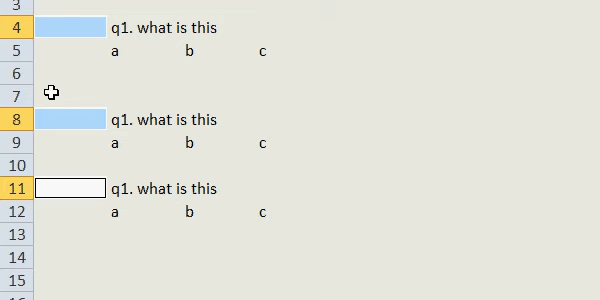 3
4 q1. what is this
5 a b c
6
7
8 q1. what is this
9 a b c
10
11 q1. what is this
12 a b c
13
14
15
16